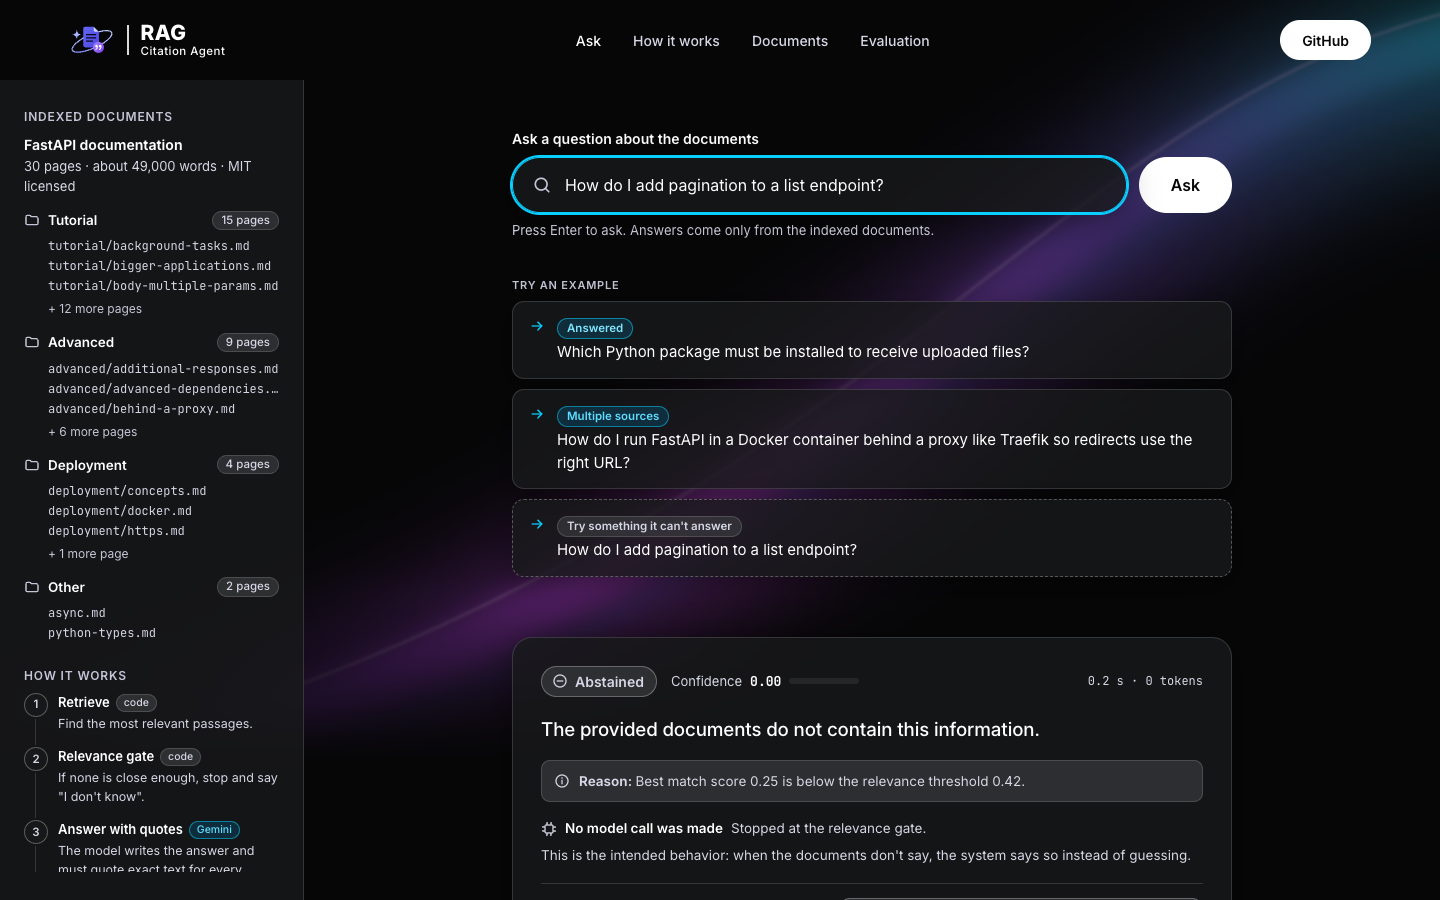 RAG
Citation Agent
Ask
How it works
Documents
Evaluation
GitHub
INDEXED DOCUMENTS
FastAPI documentation
30 pages · about 49,000 words · MIT
licensed
Tutorial
15 pages
tutorial/background-tasks.md
tutorial/bigger-applications.md
tutorial/body-multiple-params.md
+ 12 more pages
Advanced
9 pages
advanced/additional-responses.md
advanced/advanced-dependencies.…
advanced/behind-a-proxy.md
+ 6 more pages
Deployment
4 pages
deployment/concepts.md
deployment/docker.md
deployment/https.md
+ 1 more page
Other
2 pages
async.md
python-types.md
HOW IT WORKS
1
Retrieve
code
Find the most relevant passages.
2
Relevance gate
code
If none is close enough, stop and say
"I don't know".
3
Answer with quotes
Gemini
The model writes the answer and
must quote exact text for every
Ask a question about the documents
How do I add pagination to a list endpoint?
Ask
Press Enter to ask. Answers come only from the indexed documents.
TRY AN EXAMPLE
Answered
Which Python package must be installed to receive uploaded files?
Multiple sources
How do I run FastAPI in a Docker container behind a proxy like Traefik so redirects use the
right URL?
Try something it can't answer
How do I add pagination to a list endpoint?
Abstained
Confidence 0.00
0.2 s · 0 tokens
The provided documents do not contain this information.
Reason: Best match score 0.25 is below the relevance threshold 0.42.
No model call was made Stopped at the relevance gate.
This is the intended behavior: when the documents don't say, the system says so instead of guessing.